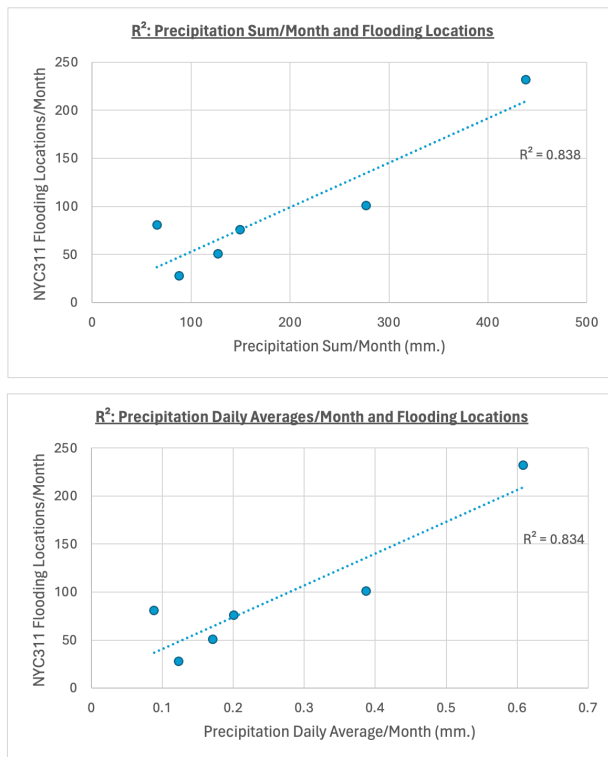 R²: Precipitation Sum/Month and Flooding Locations
250
200
150
100
50
0
NYC311 Flooding Locations/Month
R² = 0.838
0 100 200 300 400 500
Precipitation Sum/Month (mm.)
R²: Precipitation Daily Averages/Month and Flooding Locations
250
200
150
100
50
0
NYC311 Flooding Locations/Month
R² = 0.834
0 0.1 0.2 0.3 0.4 0.5 0.6 0.7
Precipitation Daily Average/Month (mm.)